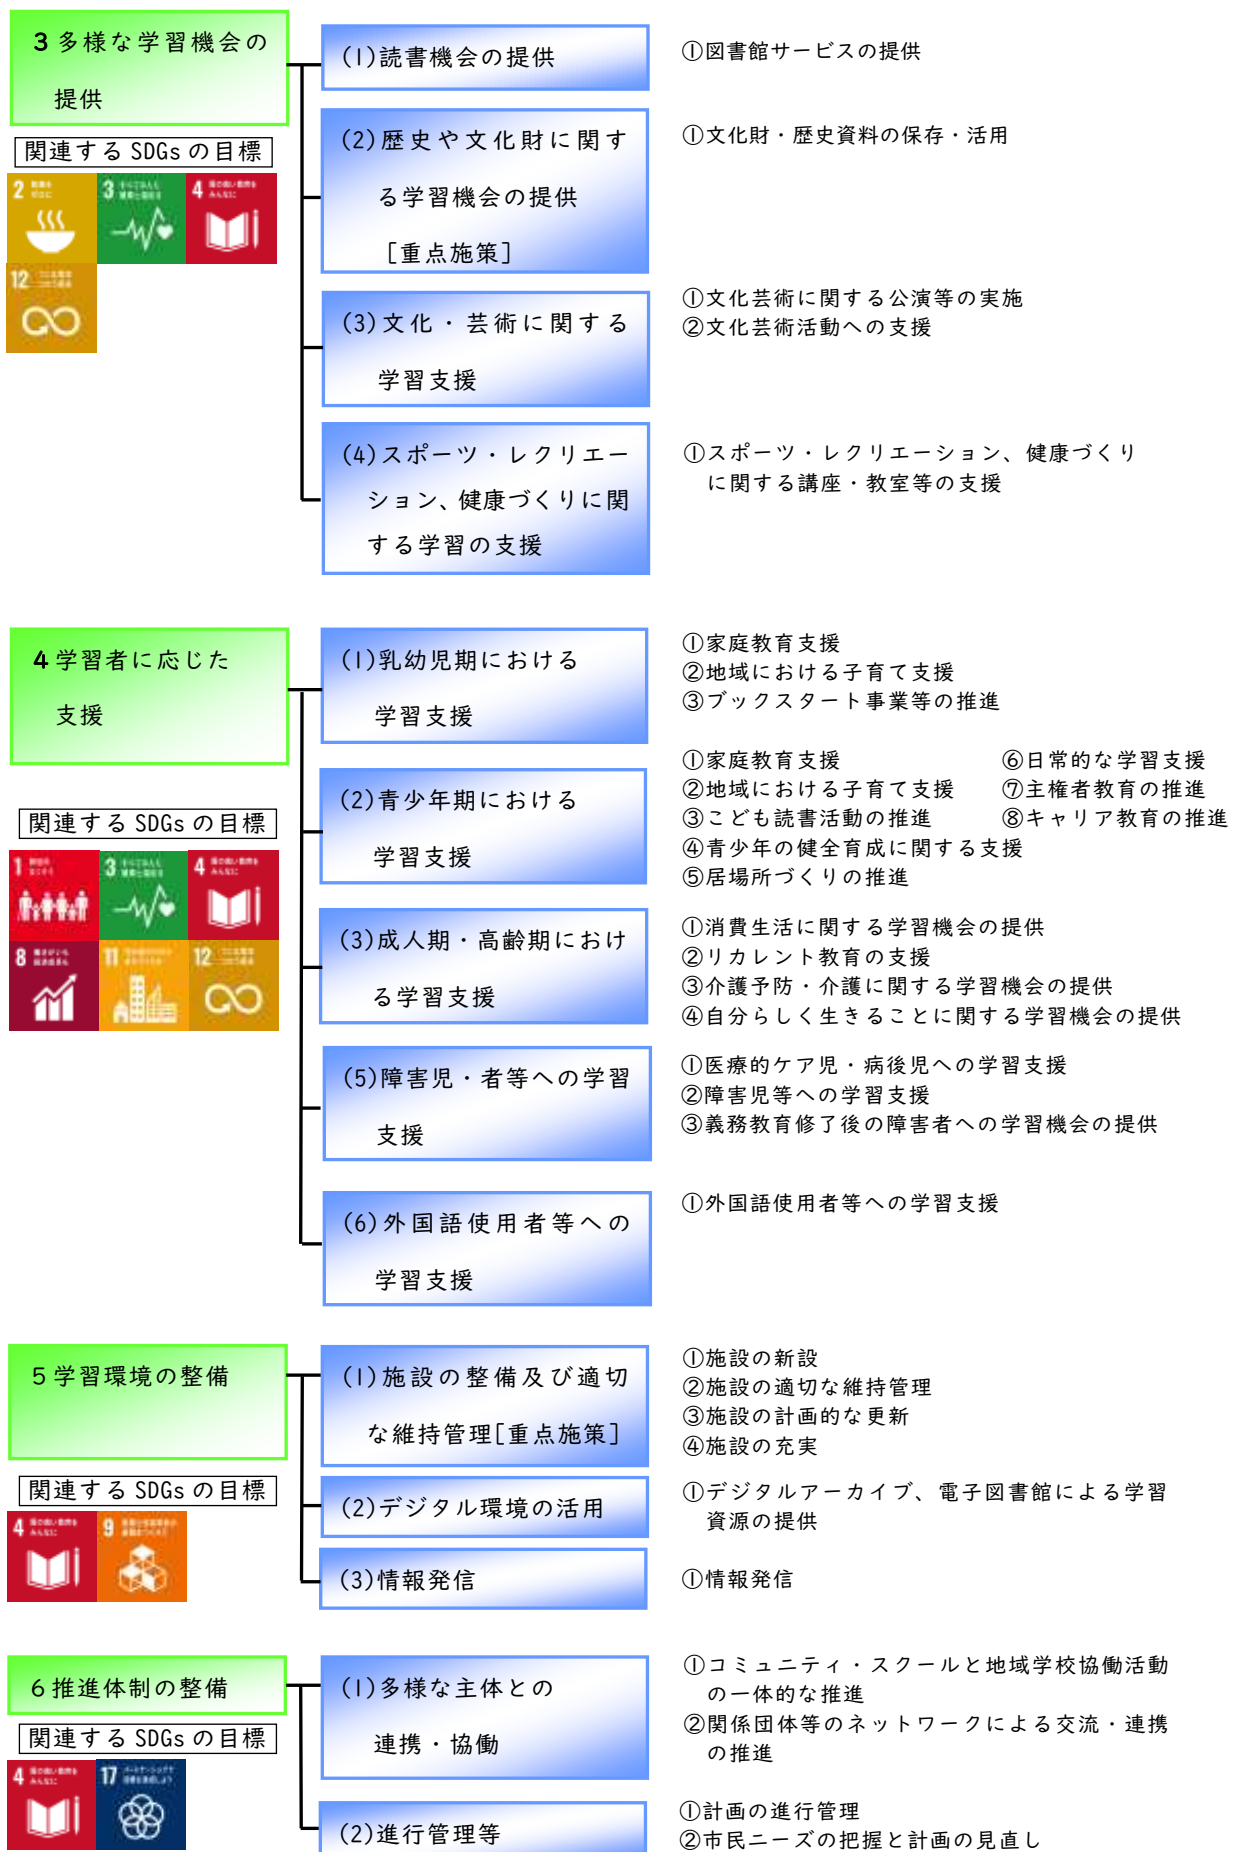 3多様な学習機会の
提供
関連するSDGsの目標
2
3
4
12
(1)読書機会の提供
①図書館サービスの提供
(2)歴史や文化財に関す
る学習機会の提供
[重点施策]
①文化財・歴史資料の保存・活用
(3)文化・芸術に関する
学習支援
①文化芸術に関する公演等の実施
②文化芸術活動への支援
(4)スポーツ・レクリエー
ション、健康づくりに関
する学習の支援
①スポーツ・レクリエーション、健康づくり
に関する講座・教室等の支援
4学習者に応じた
支援
関連するSDGsの目標
1
3
4
8
11
12
(1)乳幼児期における
学習支援
①家庭教育支援
②地域における子育て支援
③ブックスタート事業等の推進
(2)青少年期における
学習支援
①家庭教育支援
②地域における子育て支援
③こども読書活動の推進
④青少年の健全育成に関する支援
⑤居場所づくりの推進
⑥日常的な学習支援
⑦主権者教育の推進
⑧キャリア教育の推進
(3)成人期・高齢期におけ
る学習支援
①消費生活に関する学習機会の提供
②リカレント教育の支援
③介護予防・介護に関する学習機会の提供
④自分らしく生きることに関する学習機会の提供
(5)障害児・者等への学習
支援
①医療的ケア児・病後児への学習支援
②障害児等への学習支援
③義務教育修了後の障害者への学習機会の提供
(6)外国語使用者等への
学習支援
①外国語使用者等への学習支援
5学習環境の整備
関連するSDGsの目標
4
9
(1)施設の整備及び適切
な維持管理[重点施策]
①施設の新設
②施設の適切な維持管理
③施設の計画的な更新
④施設の充実
(2)デジタル環境の活用
①デジタルアーカイブ、電子図書館による学習
資源の提供
(3)情報発信
①情報発信
6推進体制の整備
関連するSDGsの目標
4
17
(1)多様な主体との
連携・協働
①コミュニティ・スクールと地域学校協働活動
の一体的な推進
②関係団体等のネットワークによる交流・連携
の推進
(2)進行管理等
①計画の進行管理
②市民ニーズの把握と計画の見直し